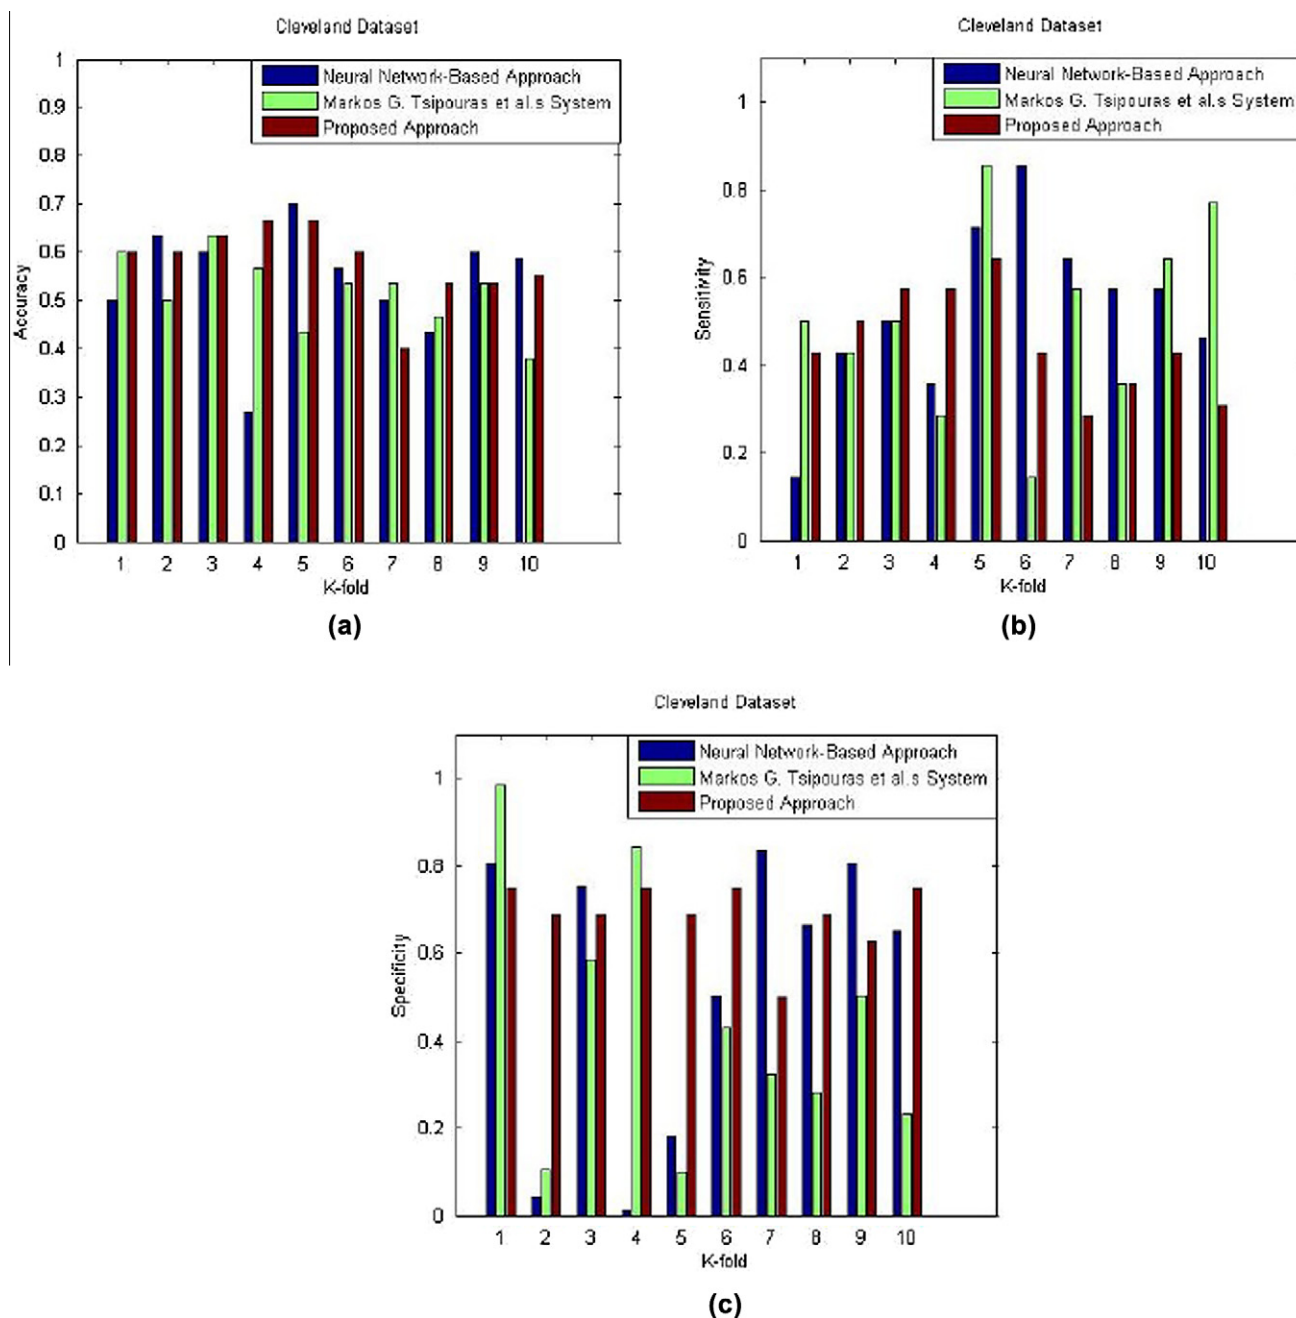 Cleveland Dataset
Neural Network-Based Approach
Markos G. Tsipouras et al.s System
Proposed Approach
1
0.9
0.8
0.7
0.6
0.5
0.4
0.3
0.2
0.1
0
Accuracy
1 2 3 4 5 6 7 8 9 10
K-fold
(a)
Cleveland Dataset
Neural Network-Based Approach
Markos G. Tsipouras et al.s System
Proposed Approach
1
0.8
0.6
0.4
0.2
0
Sensitivity
1 2 3 4 5 6 7 8 9 10
K-fold
(b)
Cleveland Dataset
Neural Network-Based Approach
Markos G. Tsipouras et al.s System
Proposed Approach
1
0.8
0.6
0.4
0.2
0
Specificity
1 2 3 4 5 6 7 8 9 10
K-fold
(c)